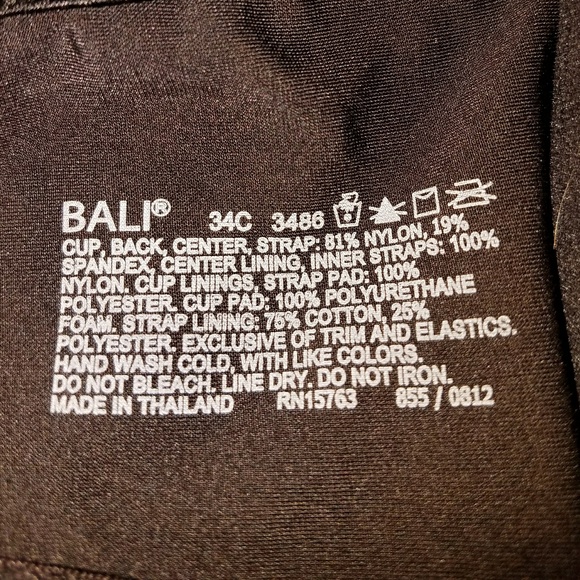 BALI® 34C 3486
CUP, BACK, CENTER, STRAP: 81% NYLON, 19%
SPANDEX, CENTER LINING, INNER STRAPS: 100%
NYLON. CUP LININGS, STRAP PAD: 100%
POLYESTER. CUP PAD: 100% POLYURETHANE
FOAM. STRAP LINING: 75% COTTON, 25%
POLYESTER. EXCLUSIVE OF TRIM AND ELASTICS.
HAND WASH COLD, WITH LIKE COLORS.
DO NOT BLEACH. LINE DRY. DO NOT IRON.
MADE IN THAILAND RN15763 855 / 0812